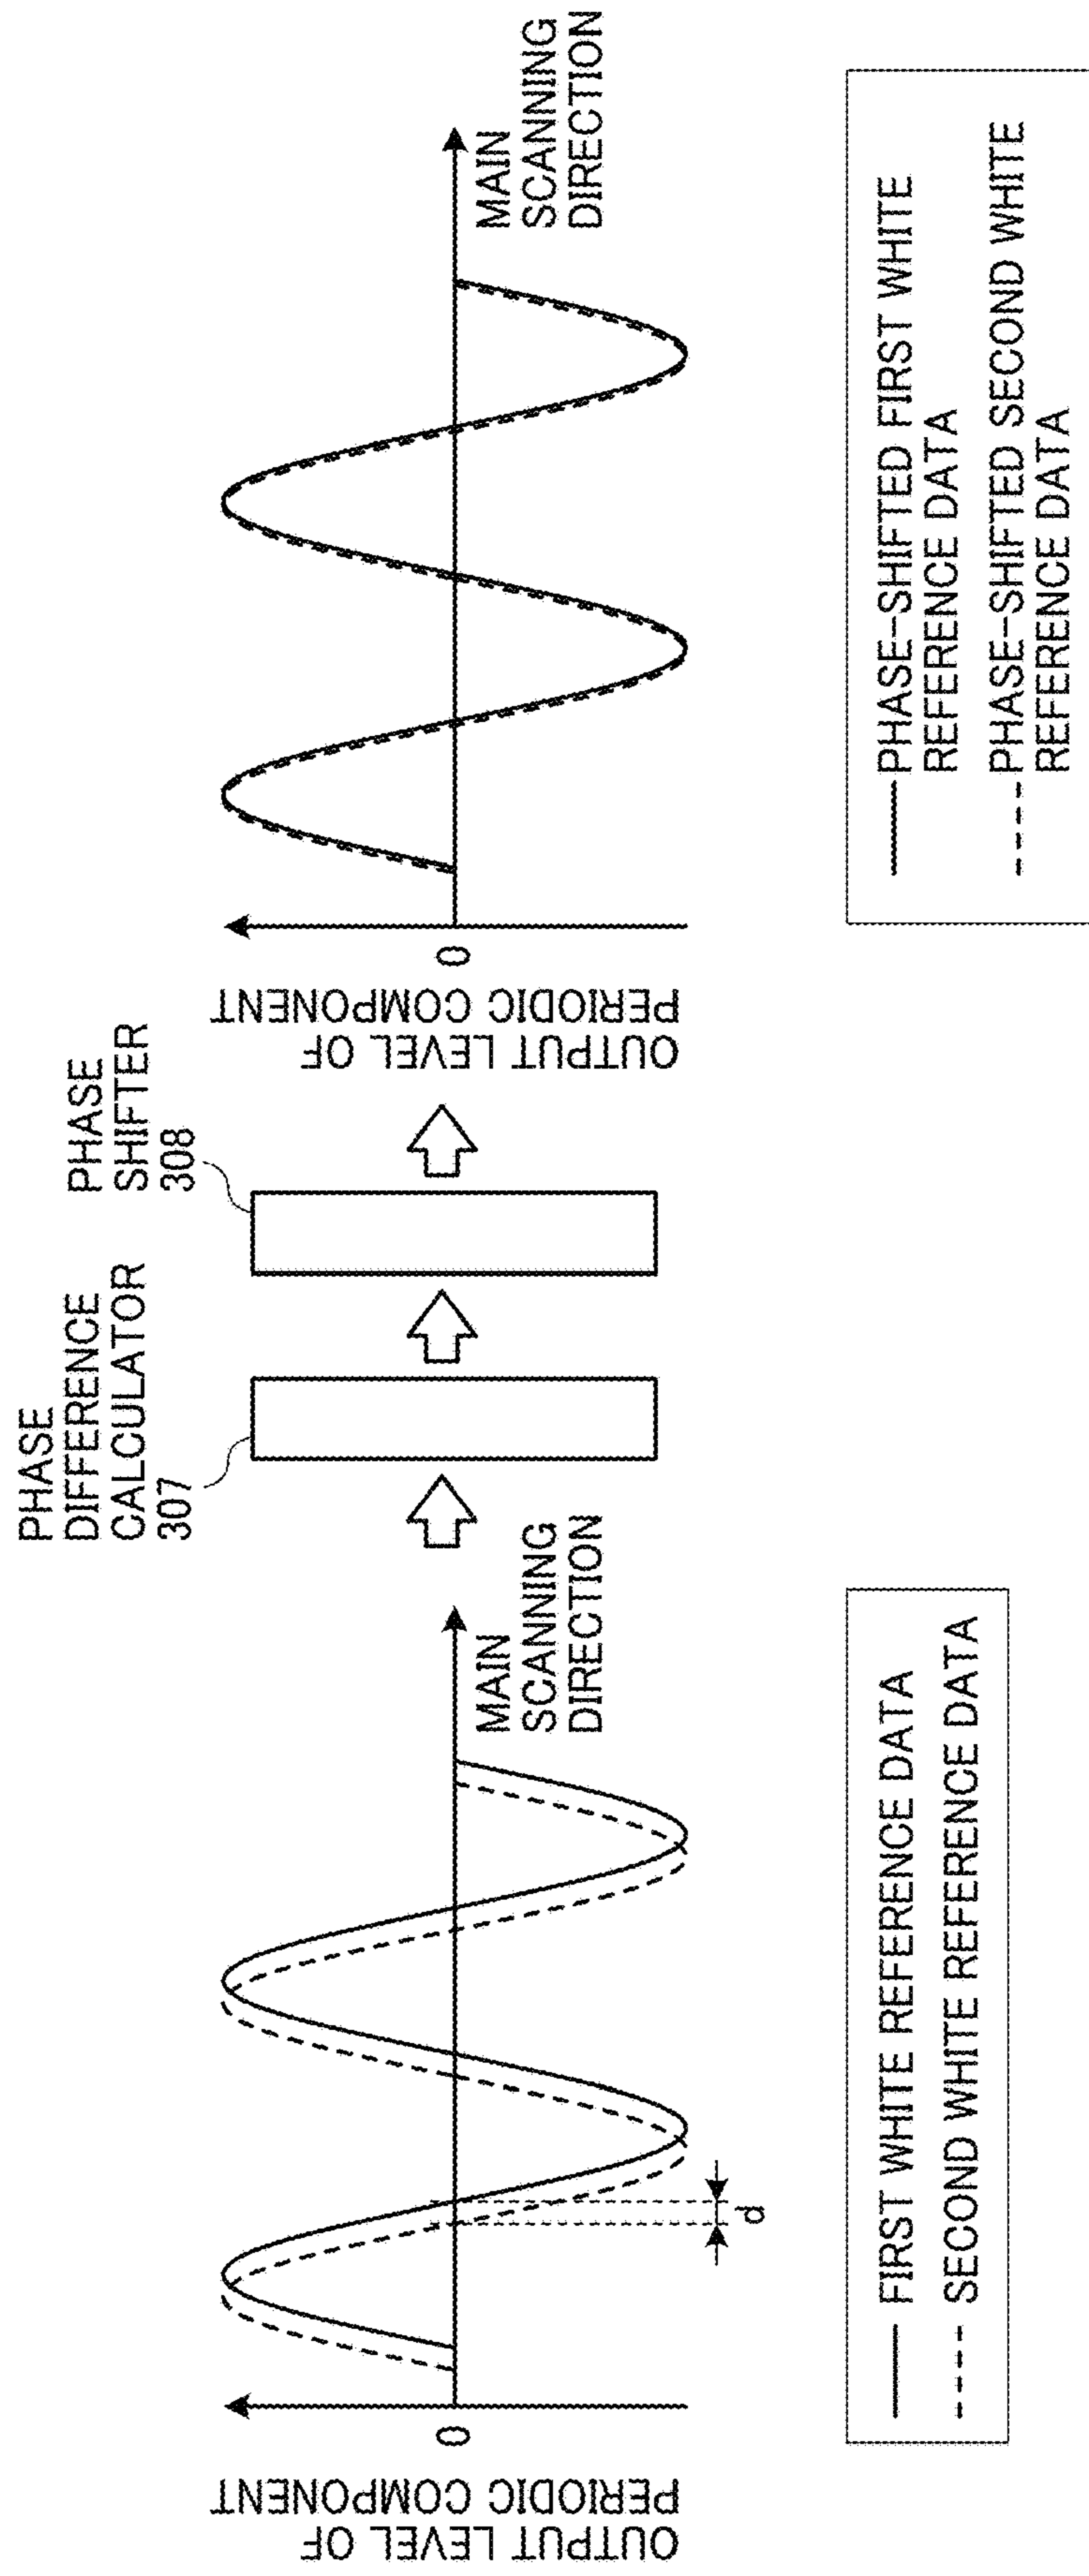 OUTPUT LEVEL OF
PERIODIC COMPONENT
0
d
MAIN
SCANNING
DIRECTION
FIRST WHITE REFERENCE DATA
SECOND WHITE REFERENCE DATA
PHASE
DIFFERENCE
CALCULATOR
307
PHASE
SHIFTER
308
OUTPUT LEVEL OF
PERIODIC COMPONENT
0
MAIN
SCANNING
DIRECTION
PHASE-SHIFTED FIRST WHITE
REFERENCE DATA
PHASE-SHIFTED SECOND WHITE
REFERENCE DATA